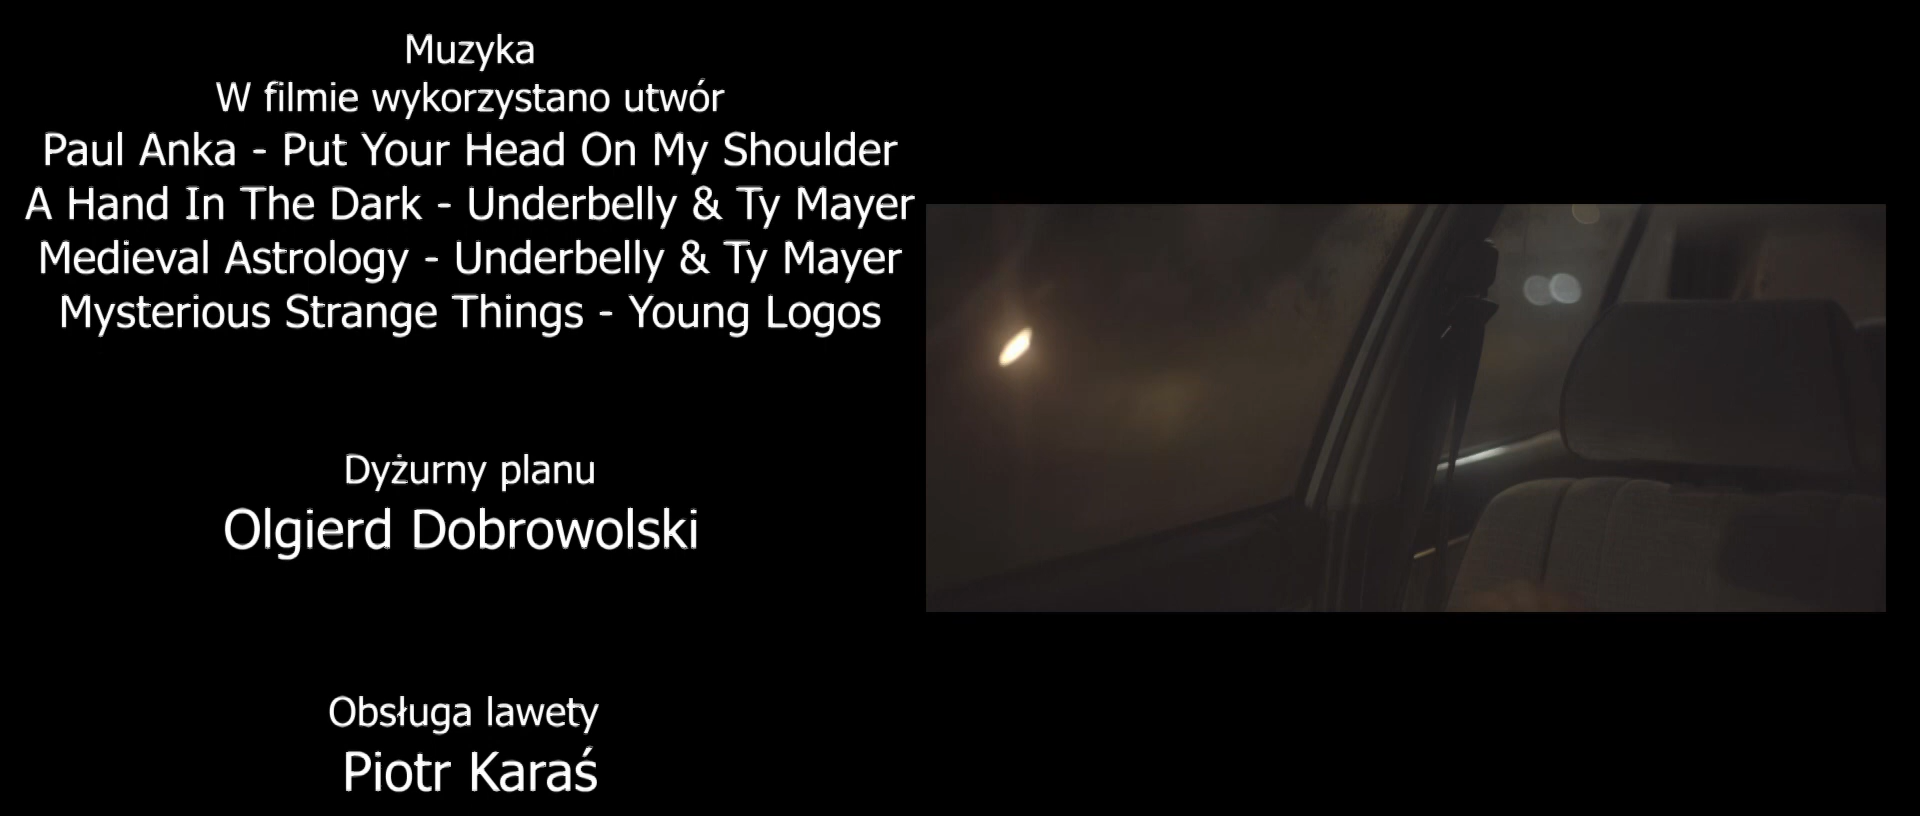 Muzyka
W filmie wykorzystano utwór
Paul Anka - Put Your Head On My Shoulder
A Hand In The Dark - Underbelly & Ty Mayer
Medieval Astrology - Underbelly & Ty Mayer
Mysterious Strange Things - Young Logos
Dyżurny planu
Olgierd Dobrowolski
Obsługa lawety
Piotr Karaś